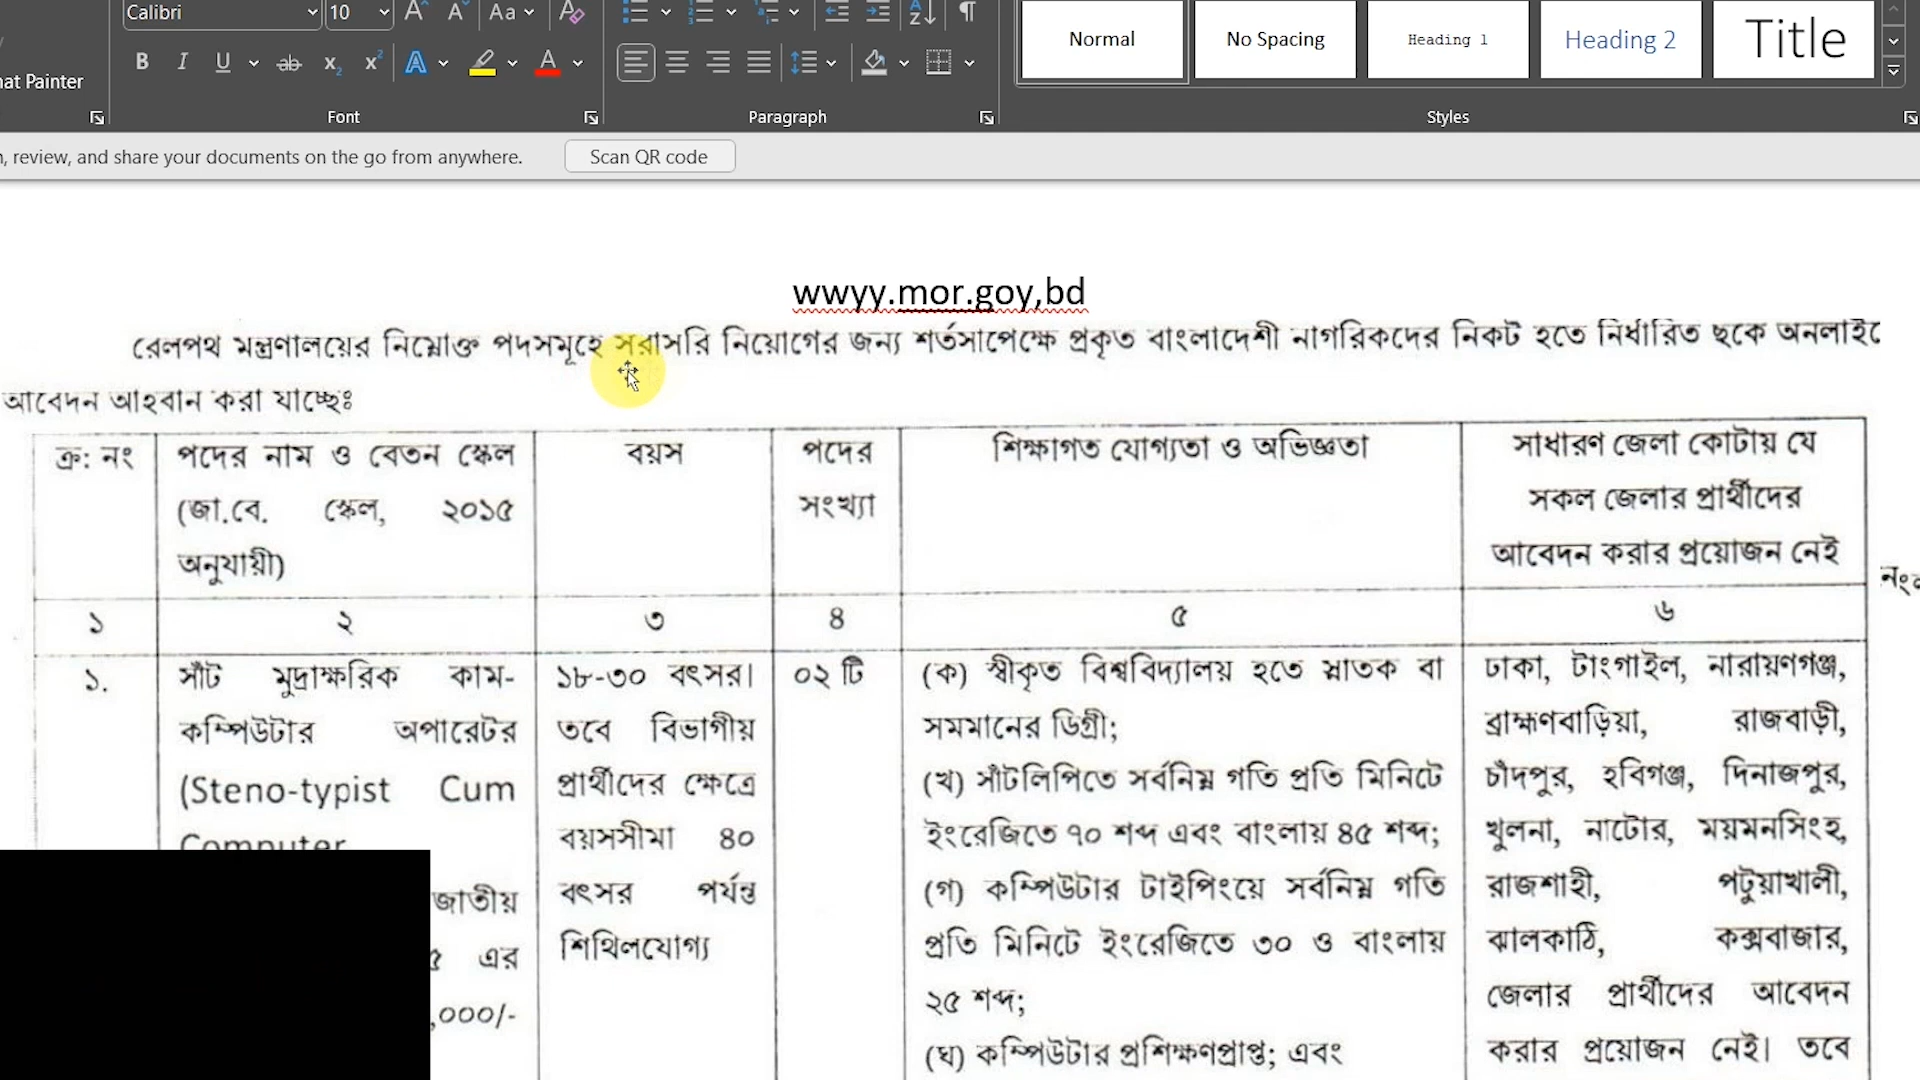 Calibri 10 Aa
Format Painter
Font Paragraph Styles
Normal No Spacing Heading 1 Heading 2 Title
review, and share your documents on the go from anywhere. Scan QR code
wwyy.mor.goy,bd
রেলপথ মন্ত্রণালয়ের নিম্নোক্ত পদসমূহে সরাসরি নিয়োগের জন্য শর্তসাপেক্ষে প্রকৃত বাংলাদেশী নাগরিকদের নিকট হতে নির্ধারিত ছকে অনলাইে
আবেদন আহবান করা যাচ্ছেঃ
ক্র: নং
পদের নাম ও বেতন স্কেল
(জা.বে. স্কেল, ২০১৫
অনুযায়ী)
বয়স
পদের
সংখ্যা
শিক্ষাগত যোগ্যতা ও অভিজ্ঞতা
সাধারণ জেলা কোটায় যে
সকল জেলার প্রার্থীদের
আবেদন করার প্রয়োজন নেই
১ ২ ৩ ৪ ৫ ৬
১.
সাঁট মুদ্রাক্ষরিক কাম-
কম্পিউটার অপারেটর
(Steno-typist Cum
Computer
জাতীয়
৫ এর
,০০০/-
১৮-৩০ বৎসর।
তবে বিভাগীয়
প্রার্থীদের ক্ষেত্রে
বয়সসীমা ৪০
বৎসর পর্যন্ত
শিথিলযোগ্য
০২ টি
(ক) স্বীকৃত বিশ্ববিদ্যালয় হতে স্নাতক বা
সমমানের ডিগ্রী;
(খ) সাঁটলিপিতে সর্বনিম্ন গতি প্রতি মিনিটে
ইংরেজিতে ৭০ শব্দ এবং বাংলায় ৪৫ শব্দ;
(গ) কম্পিউটার টাইপিংয়ে সর্বনিম্ন গতি
প্রতি মিনিটে ইংরেজিতে ৩০ ও বাংলায়
২৫ শব্দ;
(ঘ) কম্পিউটার প্রশিক্ষণপ্রাপ্ত; এবং
ঢাকা, টাংগাইল, নারায়ণগঞ্জ,
ব্রাহ্মণবাড়িয়া, রাজবাড়ী,
চাঁদপুর, হবিগঞ্জ, দিনাজপুর,
খুলনা, নাটোর, ময়মনসিংহ,
রাজশাহী, পটুয়াখালী,
ঝালকাঠি, কক্সবাজার,
জেলার প্রার্থীদের আবেদন
করার প্রয়োজন নেই। তবে